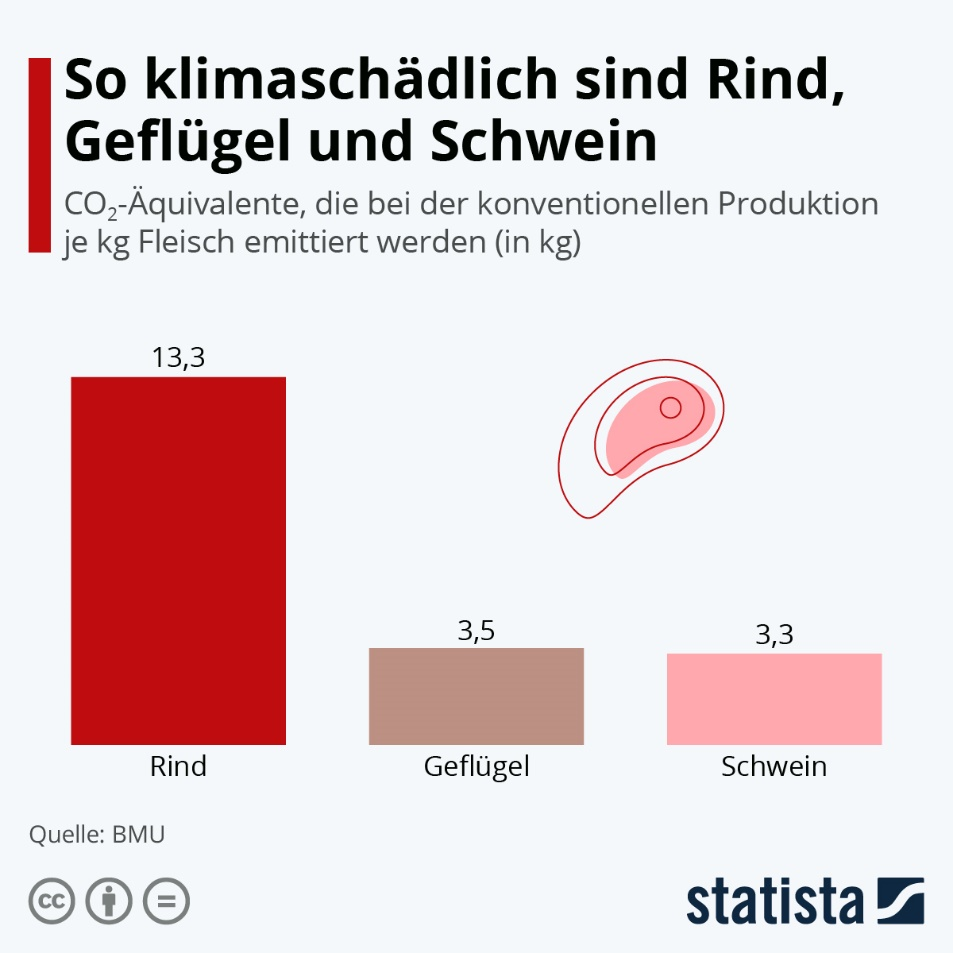 So klimaschädlich sind Rind,
Geflügel und Schwein
CO₂-Äquivalente, die bei der konventionellen Produktion
je kg Fleisch emittiert werden (in kg)
13,3
3,5
3,3
Rind
Geflügel
Schwein
Quelle: BMU
cc
=
statista